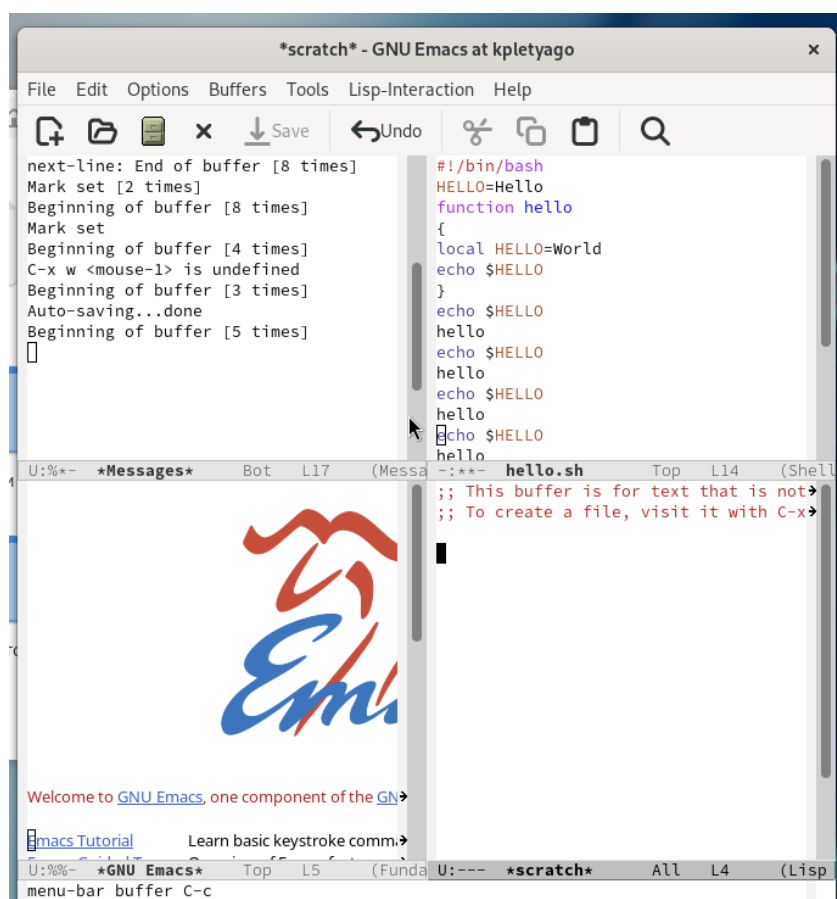 *scratch* - GNU Emacs at kpletyago
File Edit Options Buffers Tools Lisp-Interaction Help
Save Undo
next-line: End of buffer [8 times]
Mark set [2 times]
Beginning of buffer [8 times]
Mark set
Beginning of buffer [4 times]
C-x w <mouse-1> is undefined
Beginning of buffer [3 times]
Auto-saving...done
Beginning of buffer [5 times]
U:%*- *Messages* Bot L17 (Messa
#!/bin/bash
HELLO=Hello
function hello
{
local HELLO=World
echo $HELLO
}
echo $HELLO
hello
echo $HELLO
hello
echo $HELLO
hello
echo $HELLO
hello
-:**- hello.sh Top L14 (Shell
Emu
Welcome to GNU Emacs, one component of the GN
Emacs Tutorial Learn basic keystroke comma
U:%%- *GNU Emacs* Top L5 (Funda
;; This buffer is for text that is not
;; To create a file, visit it with C-x
U:--- *scratch* All L4 (Lisp
menu-bar buffer C-c